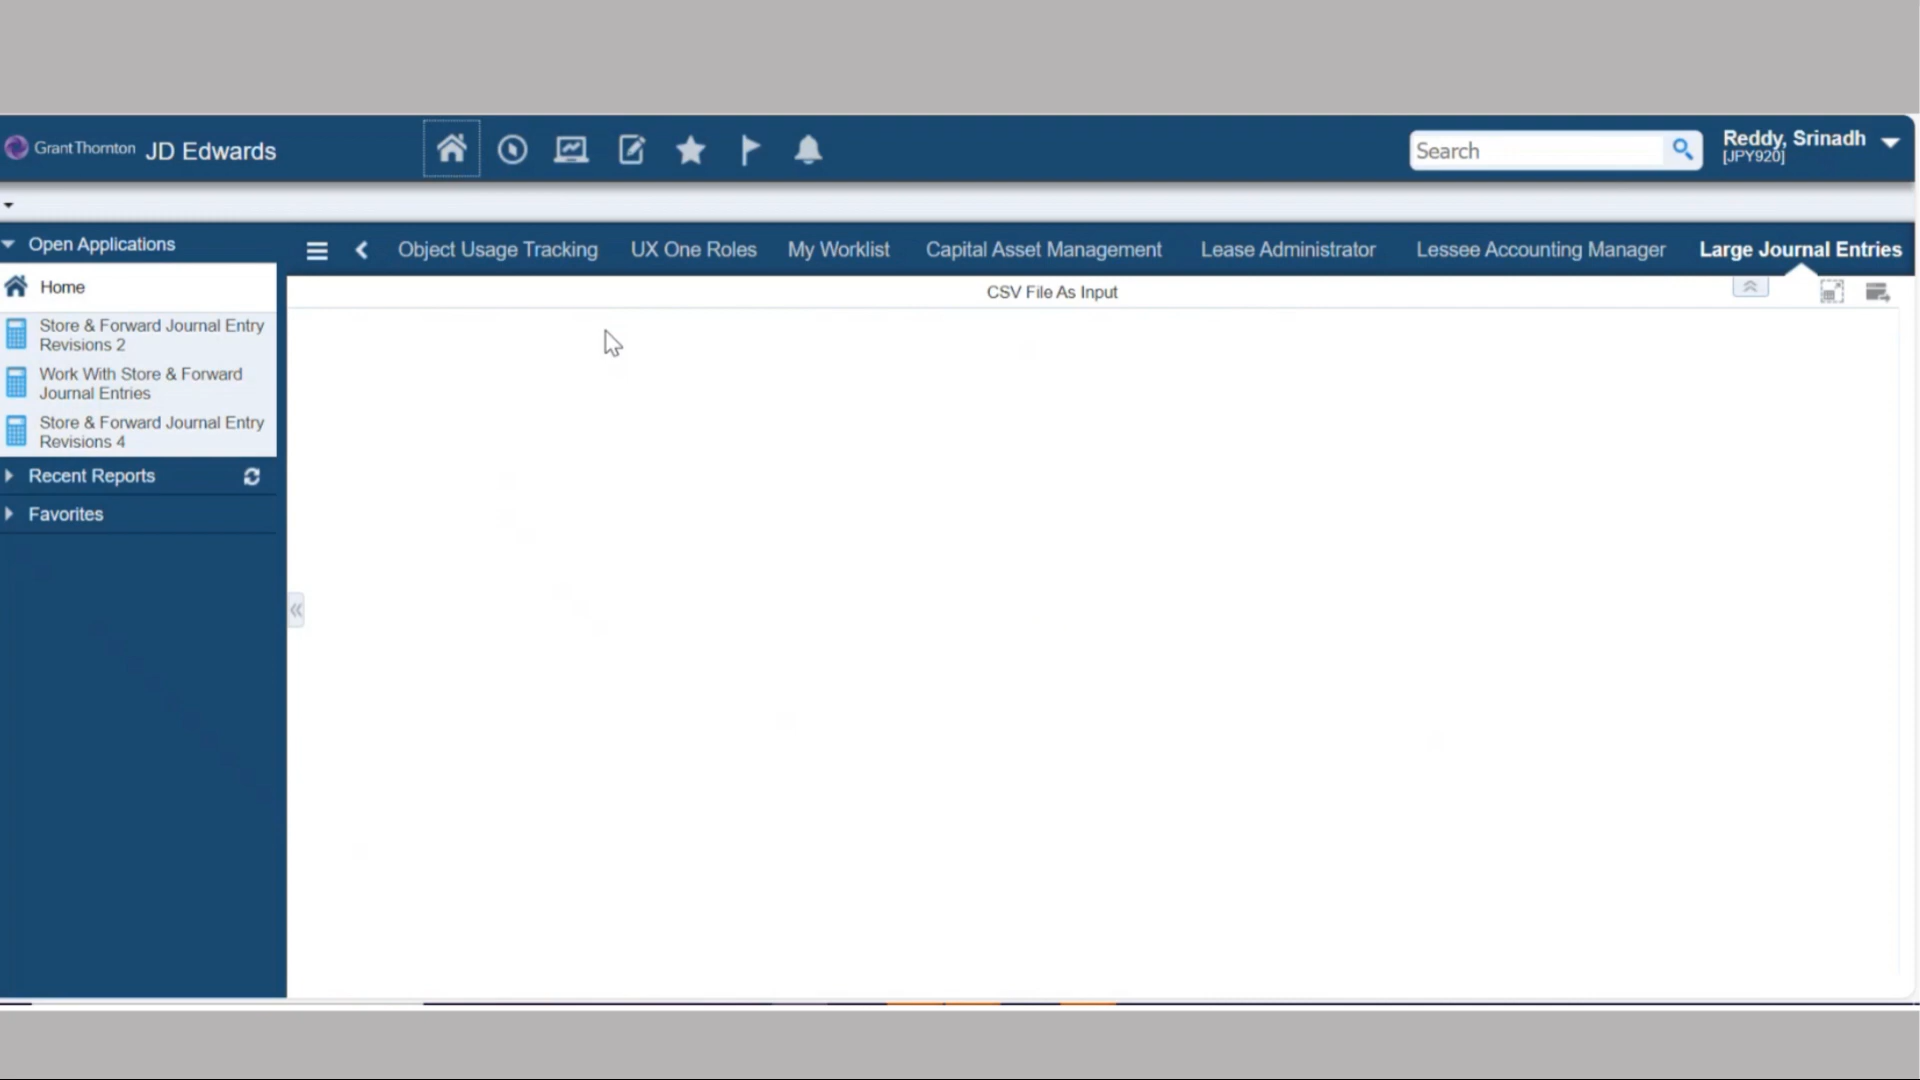 GrantThornton JD Edwards
Search
Reddy, Srinadh
[JPY920]
Open Applications
Object Usage Tracking UX One Roles My Worklist Capital Asset Management Lease Administrator Lessee Accounting Manager Large Journal Entries
Home
CSV File As Input
Store & Forward Journal Entry
Revisions 2
Work With Store & Forward
Journal Entries
Store & Forward Journal Entry
Revisions 4
Recent Reports
Favorites